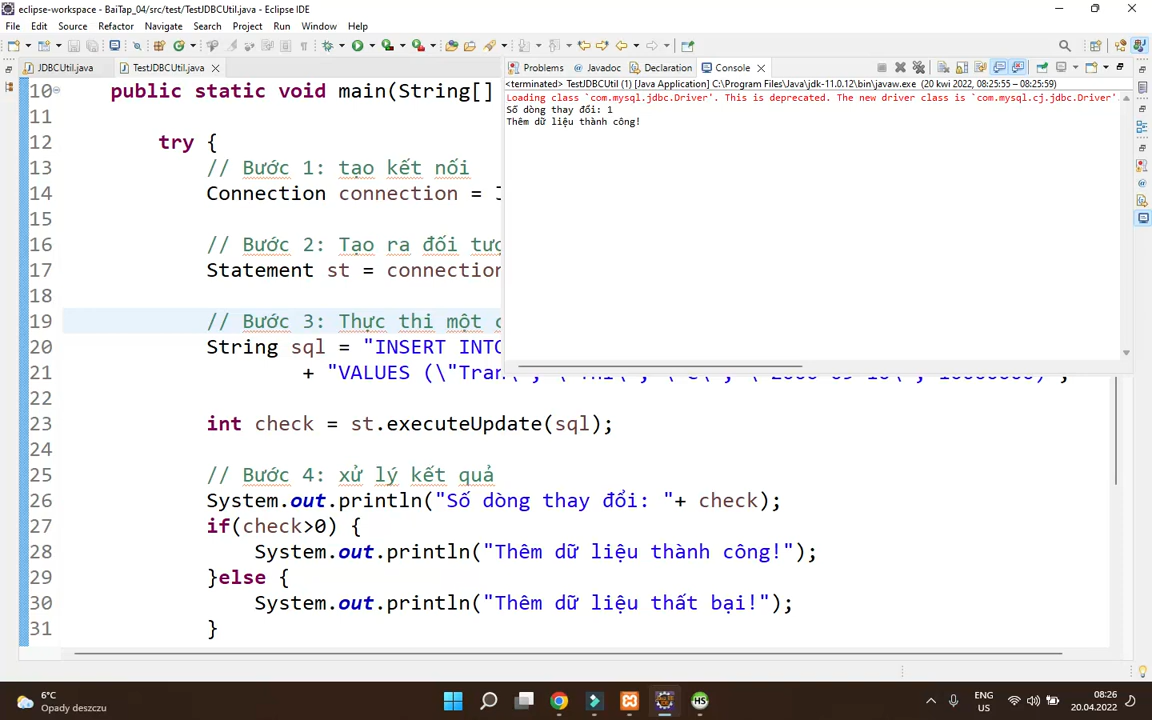 eclipse-workspace - BaiTap_04/src/test/TestJDBCUtil.java - Eclipse IDE
File Edit Source Refactor Navigate Search Project Run Window Help
JDBCUtil.java TestJDBCUtil.java
Problems Javadoc Declaration Console
<terminated> TestJDBCUtil (1) [Java Application] C:\Program Files\Java\jdk-11.0.12\bin\javaw.exe (20 kwi 2022, 08:25:55 – 08:25:59)
Loading class `com.mysql.jdbc.Driver'. This is deprecated. The new driver class is `com.mysql.cj.jdbc.Driver'.
Số dòng thay đổi: 1
Thêm dữ liệu thành công!
10 public static void main(String[]
11
12 try {
13 // Bước 1: tạo kết nối
14 Connection connection =
15
16 // Bước 2: Tạo ra đối
17 Statement st = connection
18
19 // Bước 3: Thực thi một
20 String sql = "INSERT INTO
21 + "VALUES
22
23 int check = st.executeUpdate(sql);
24
25 // Bước 4: xử lý kết quả
26 System.out.println("Số dòng thay đổi: "+ check);
27 if(check>0) {
28 System.out.println("Thêm dữ liệu thành công!");
29 }else {
30 System.out.println("Thêm dữ liệu thất bại!");
31 }
6°C
Opady deszczu
ENG
US
08:26
20.04.2022